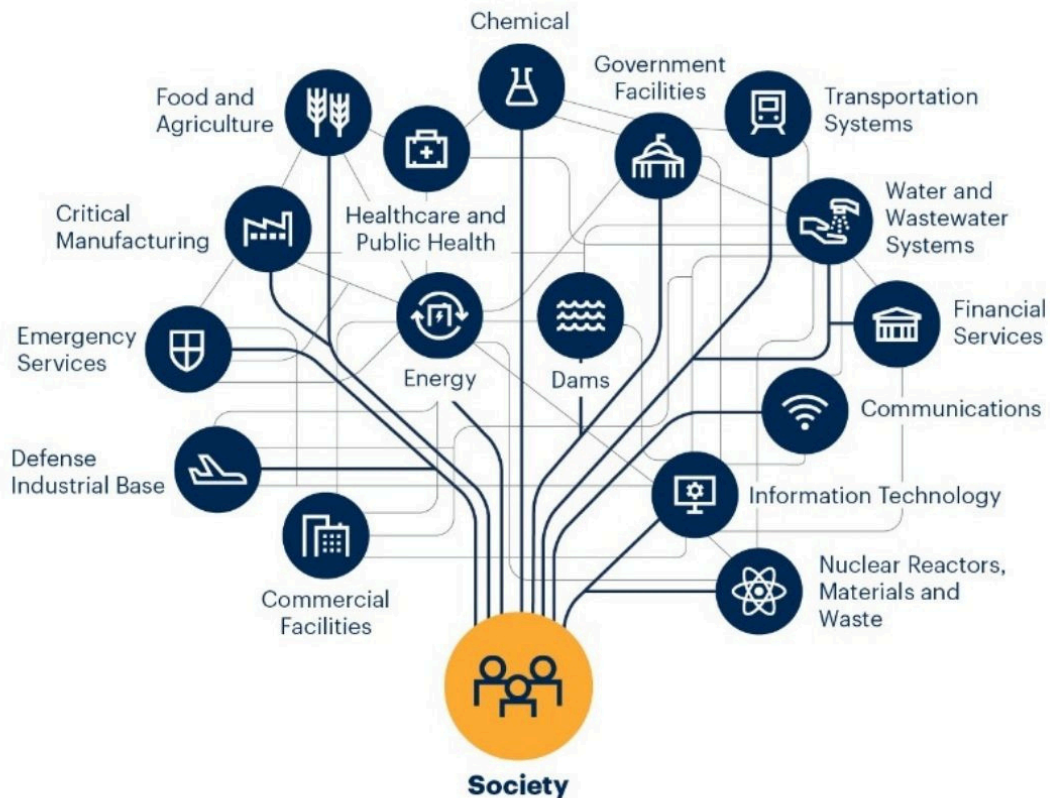 Chemical
Food and
Agriculture
Government
Facilities
Transportation
Systems
Critical
Manufacturing
Healthcare and
Public Health
Water and
Wastewater
Systems
Emergency
Services
Energy
Dams
Financial
Services
Communications
Defense
Industrial Base
Information Technology
Commercial
Facilities
Nuclear Reactors,
Materials and
Waste
Society